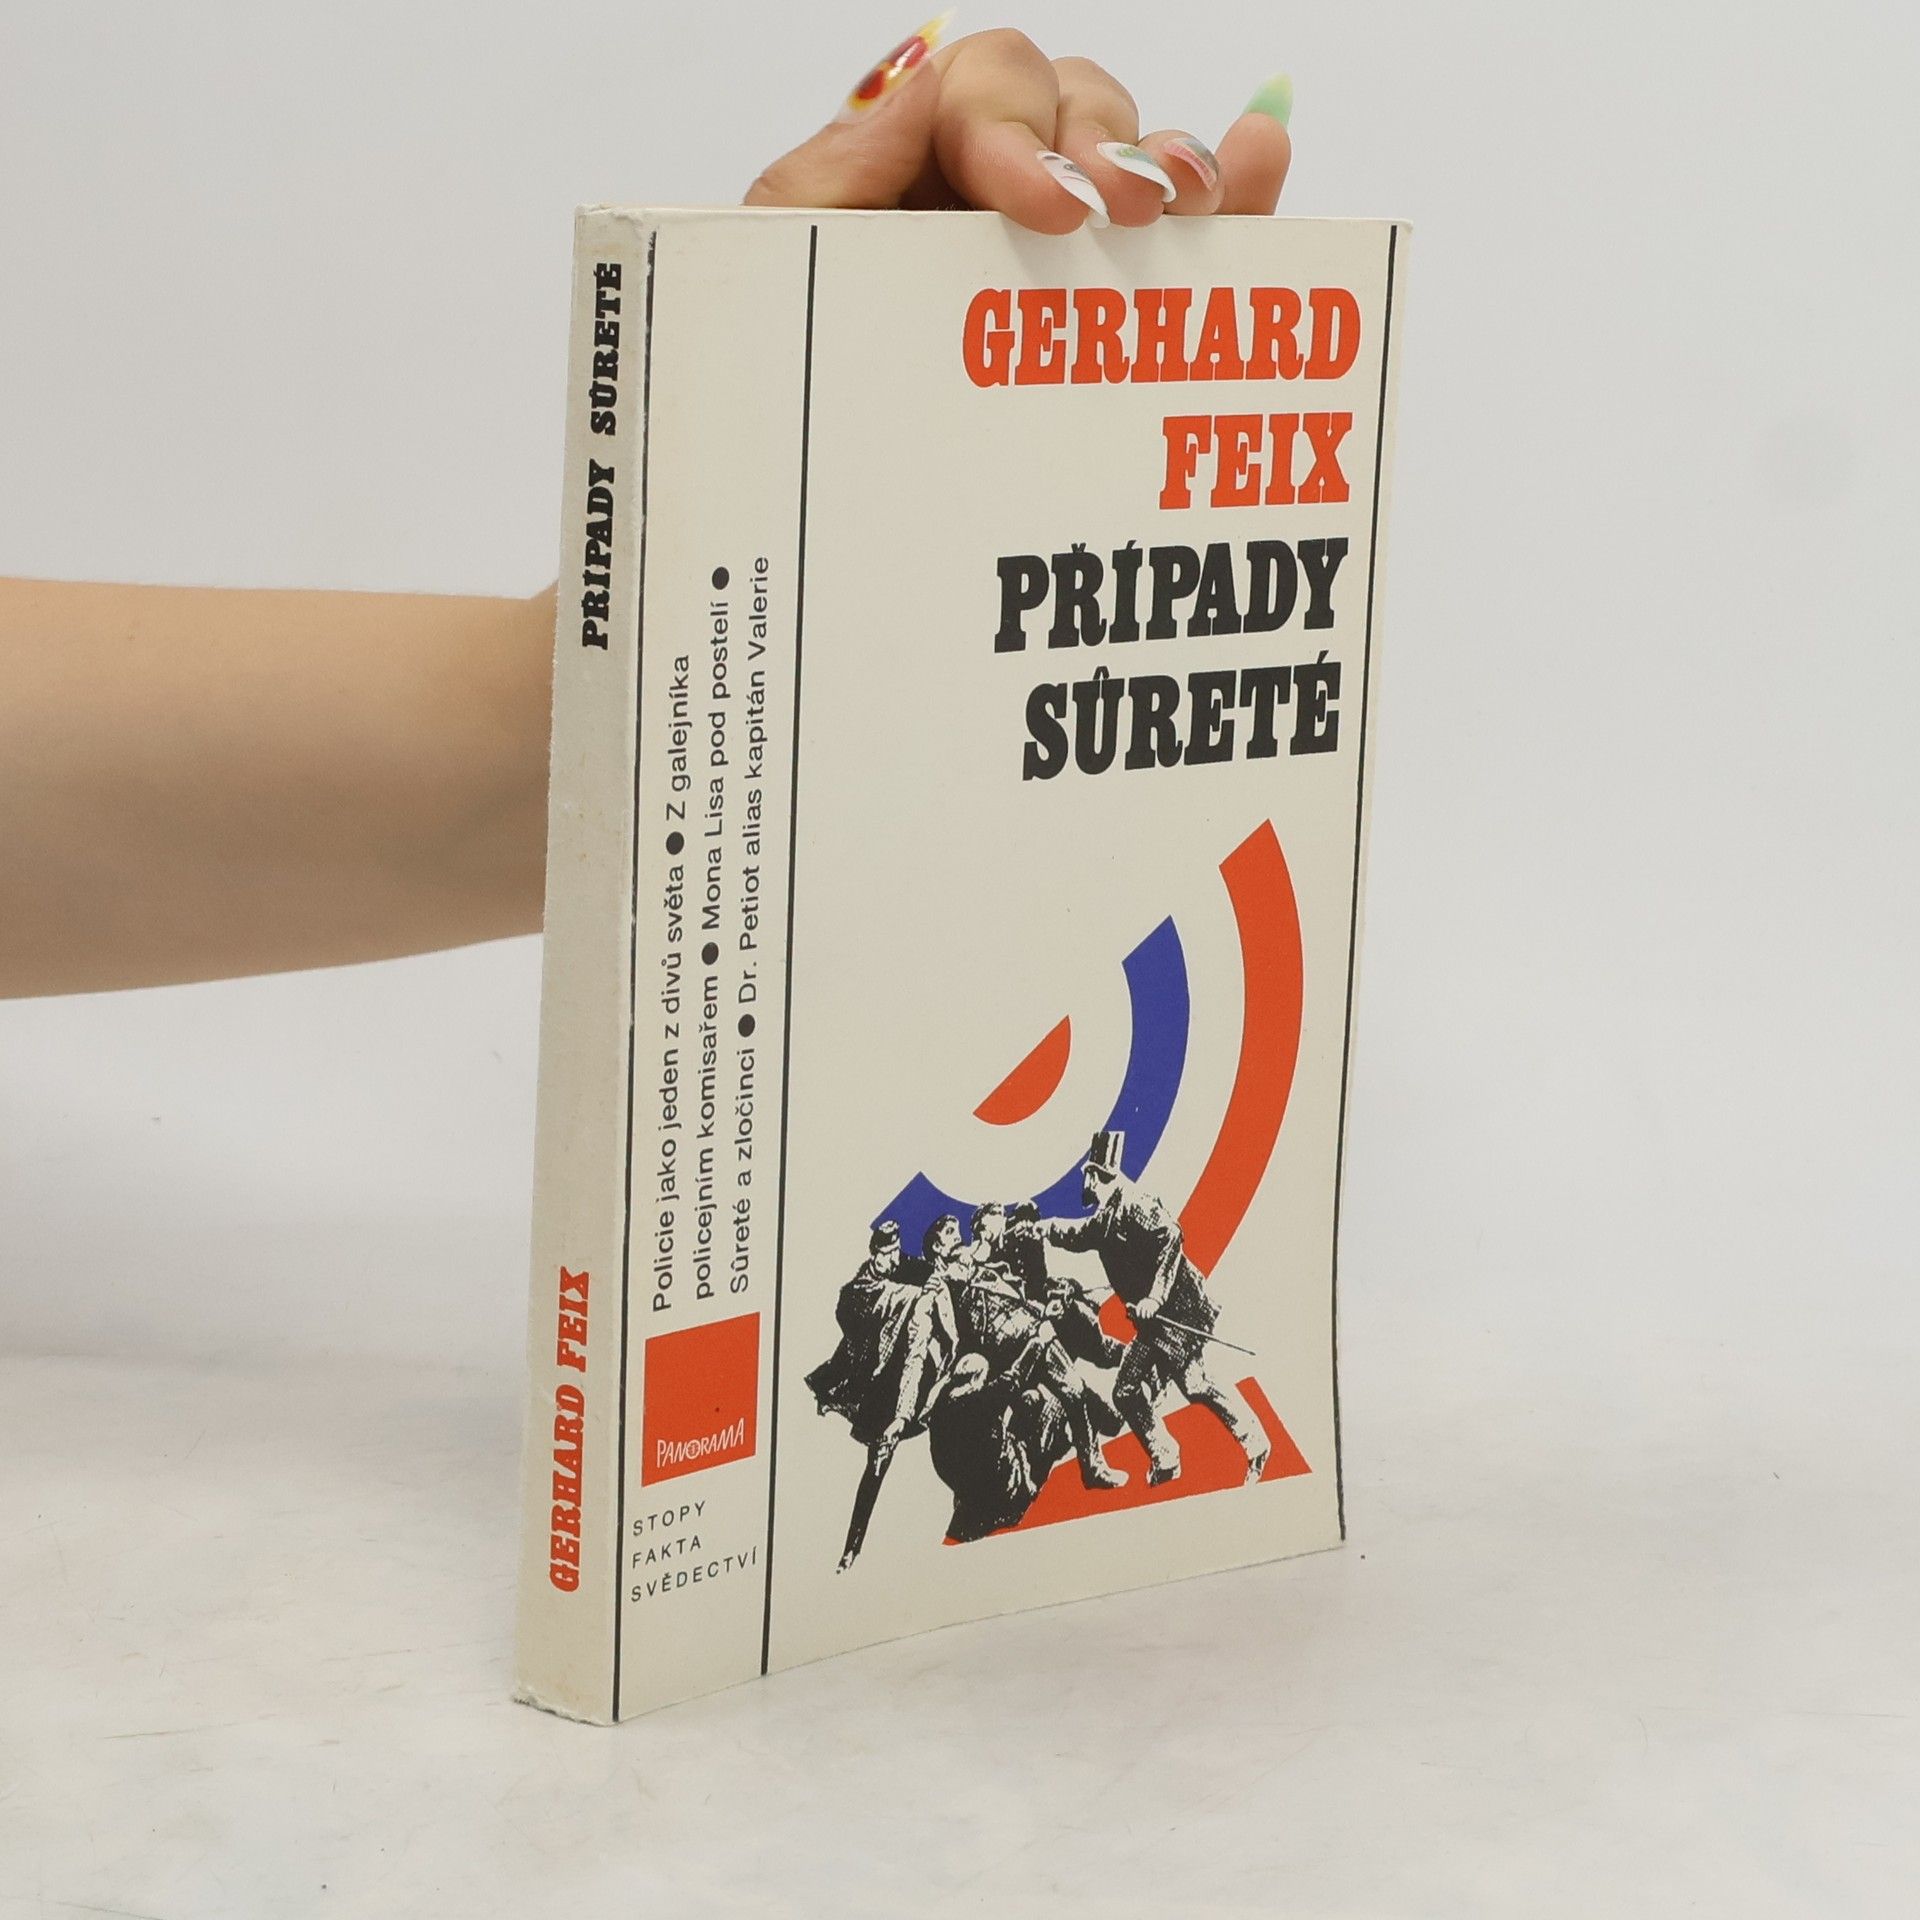 PŘÍPADY SÛRETÉ
GERHARD FEIX
Policie jako jeden z divů světa ● Z galejníka
policejním komisařem ● Mona Lisa pod postelí ●
Sûreté a zločinci ● Dr. Petiot alias kapitán Valerie
PANORAMA
STOPY
FAKTA
SVĚDECTVÍ
GERHARD
FEIX
PŘÍPADY
SÛRETÉ